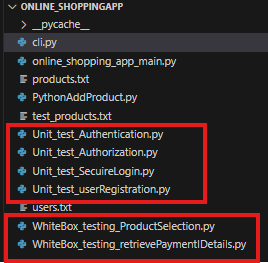 ONLINE_SHOPPINGAPP
__pycache__
cli.py
online_shopping_app_main.py
products.txt
PythonAddProduct.py
test_products.txt
Unit_test_Authentication.py
Unit_test_Authorization.py
Unit_test_SecuireLogin.py
Unit_test_userRegistration.py
users.txt
WhiteBox_testing_ProductSelection.py
WhiteBox_testing_retrievePaymentIDetails.py